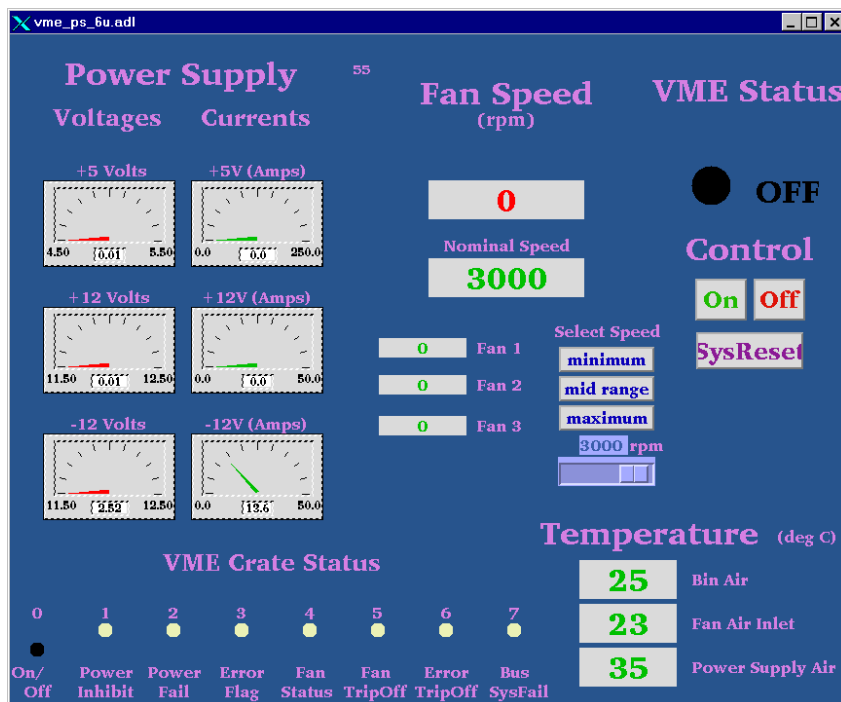 vme_ps_6u.adl
Power Supply
55
Voltages Currents
+5 Volts
4.50 0.01 5.50
+5V (Amps)
0.0 0.0 250.0
+12 Volts
11.50 0.01 12.50
+12V (Amps)
0.0 0.0 50.0
-12 Volts
11.50 2.52 12.50
-12V (Amps)
0.0 13.6 50.0
Fan Speed
(rpm)
0
Nominal Speed
3000
0 Fan 1
0 Fan 2
0 Fan 3
Select Speed
minimum
mid range
maximum
3000 rpm
VME Status
OFF
Control
On Off
SysReset
Temperature (deg C)
25 Bin Air
23 Fan Air Inlet
35 Power Supply Air
VME Crate Status
0 1 2 3 4 5 6 7
On/ Power Power Error Fan Fan Error Bus
Off Inhibit Fail Flag Status TripOff TripOff SysFail